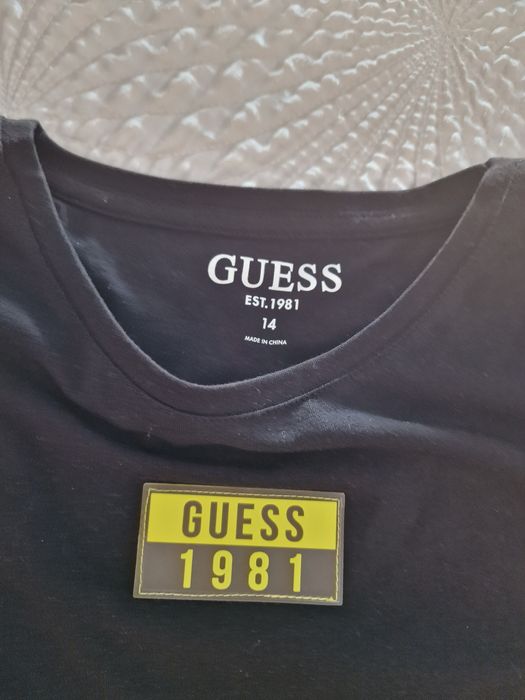 GUESS
EST. 1981
14
MADE IN CHINA
GUESS
1981